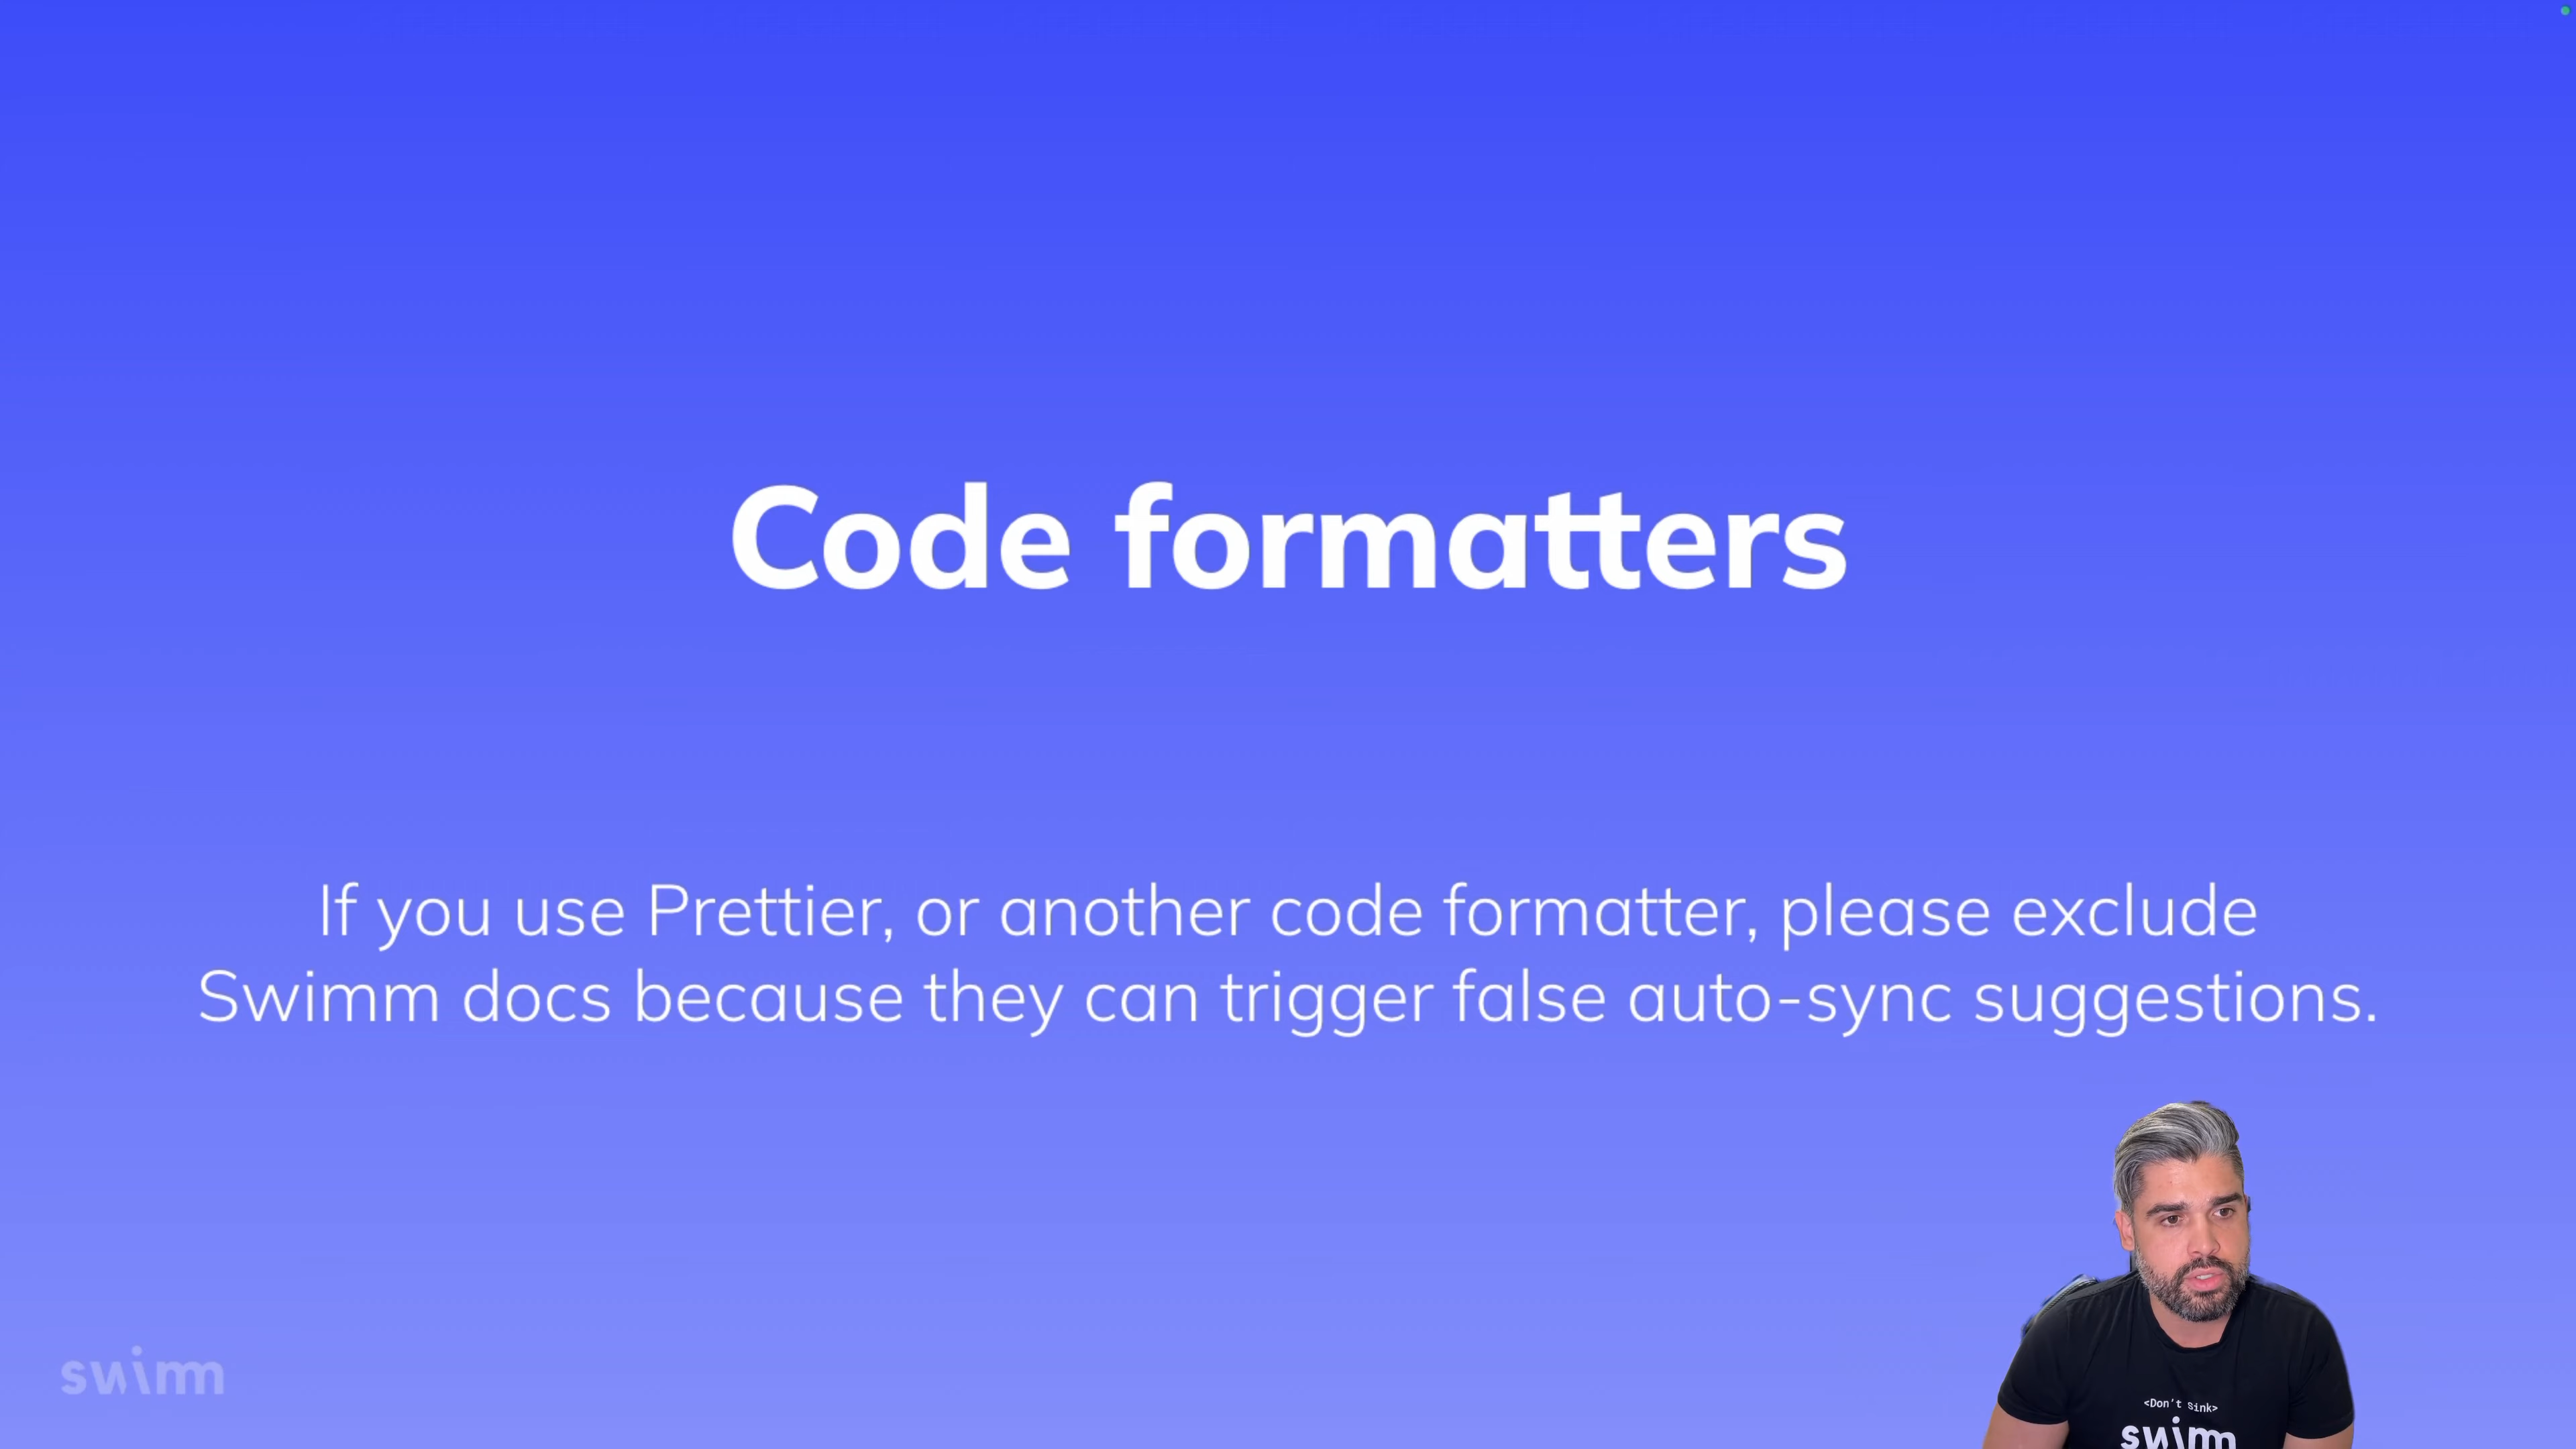 Code formatters
If you use Prettier, or another code formatter, please exclude
Swimm docs because they can trigger false auto-sync suggestions.
swimm
<Don't Sink>
swimm